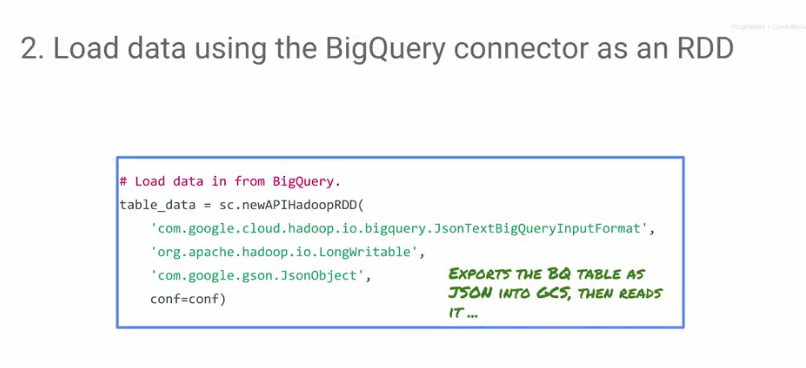 Proprietary + Confidential
2. Load data using the BigQuery connector as an RDD
# Load data in from BigQuery.
table_data = sc.newAPIHadoopRDD(
    'com.google.cloud.hadoop.io.bigquery.JsonTextBigQueryInputFormat',
    'org.apache.hadoop.io.LongWritable',
    'com.google.gson.JsonObject',
    conf=conf)
EXPORTS THE BQ TABLE AS
JSON INTO GCS, THEN READS
IT ...